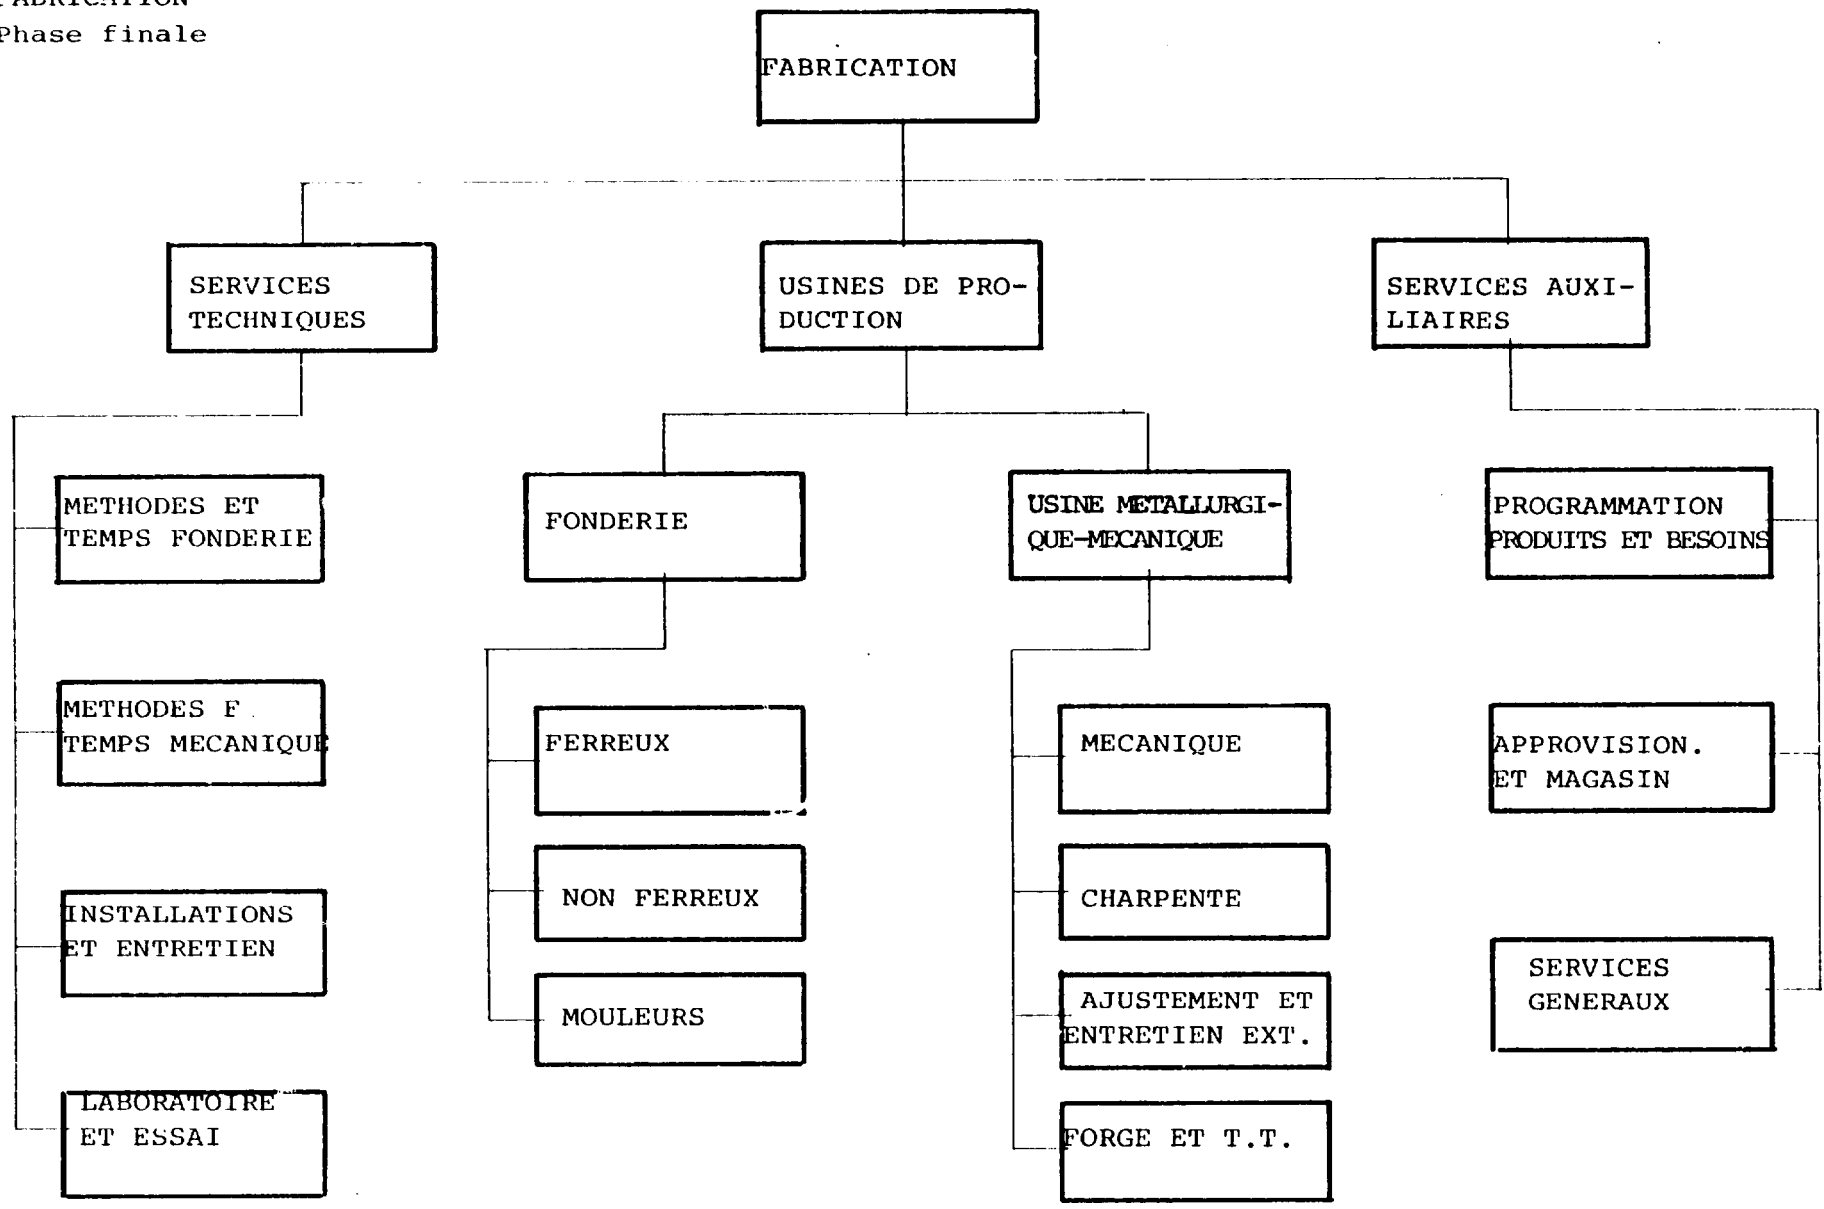 FABRICATION
Phase finale
FABRICATION
SERVICES
TECHNIQUES
USINES DE PRO-
DUCTION
SERVICES AUXI-
LIAIRES
METHODES ET
TEMPS FONDERIE
FONDERIE
USINE METALLURGI-
QUE-MECANIQUE
PROGRAMMATION
PRODUITS ET BESOINS
METHODES
TEMPS MECANIQUE
FERREUX
MECANIQUE
APPROVISION.
ET MAGASIN
INSTALLATIONS
ET ENTRETIEN
NON FERREUX
CHARPENTE
SERVICES
GENERAUX
MOULEURS
AJUSTEMENT ET
ENTRETIEN EXT.
LABORATOIRE
ET ESSAI
FORGE ET T.T.